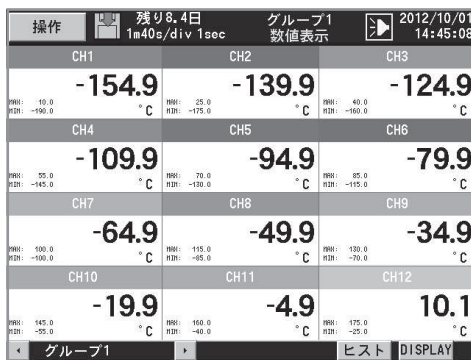 操作 残り8.4日 グループ1 2012/10/01
1m40s/div 1sec 数値表示 14:45:08
CH1 CH2 CH3
-154.9 -139.9 -124.9
MAX: 10.0 MAX: 25.0 MAX: 40.0
MIN: -190.0 °C MIN: -175.0 °C MIN: -160.0 °C
CH4 CH5 CH6
-109.9 -94.9 -79.9
MAX: 55.0 MAX: 70.0 MAX: 85.0
MIN: -145.0 °C MIN: -130.0 °C MIN: -115.0 °C
CH7 CH8 CH9
-64.9 -49.9 -34.9
MAX: 100.0 MAX: 115.0 MAX: 130.0
MIN: -100.0 °C MIN: -85.0 °C MIN: -70.0 °C
CH10 CH11 CH12
-19.9 -4.9 10.1
MAX: 145.0 MAX: 160.0 MAX: 175.0
MIN: -55.0 °C MIN: -40.0 °C MIN: -25.0 °C
グループ1 ヒスト DISPLAY